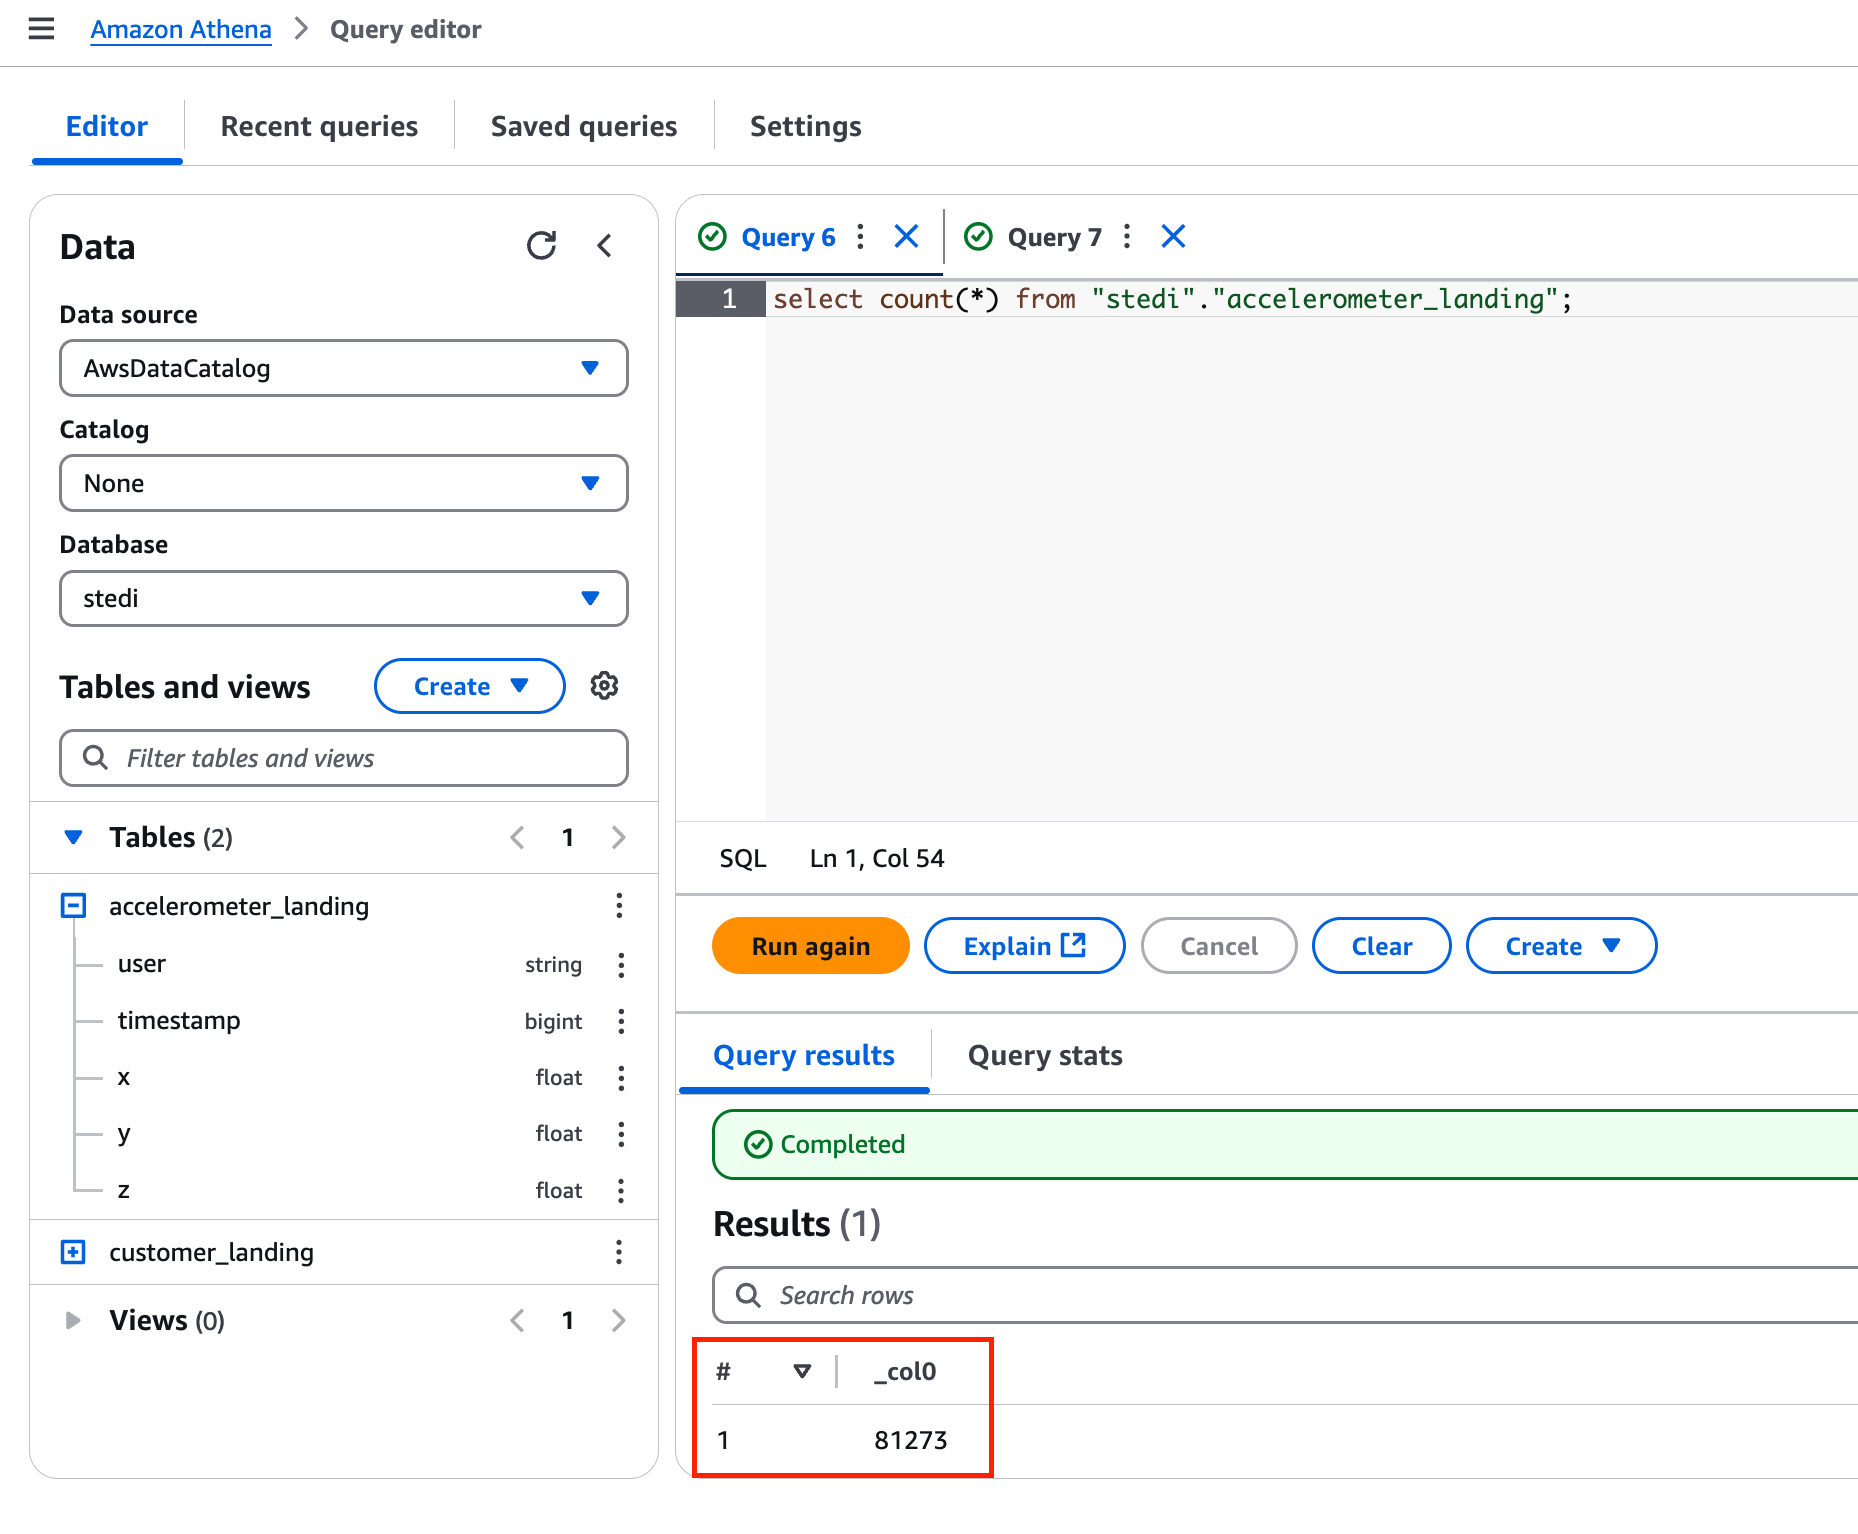 Amazon Athena > Query editor
Editor Recent queries Saved queries Settings
Data
Data source
AwsDataCatalog
Catalog
None
Database
stedi
Tables and views Create
Filter tables and views
Tables (2) 1
accelerometer_landing
user string
timestamp bigint
x float
y float
z float
customer_landing
Views (0) 1
Query 6 Query 7
1 select count(*) from "stedi"."accelerometer_landing";
SQL Ln 1, Col 54
Run again Explain Cancel Clear Create
Query results Query stats
Completed
Results (1)
Search rows
# _col0
1 81273